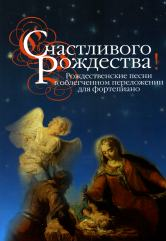 Счастливого
Рождества!
Рождественские песни
в облегченном переложении
для фортепиано